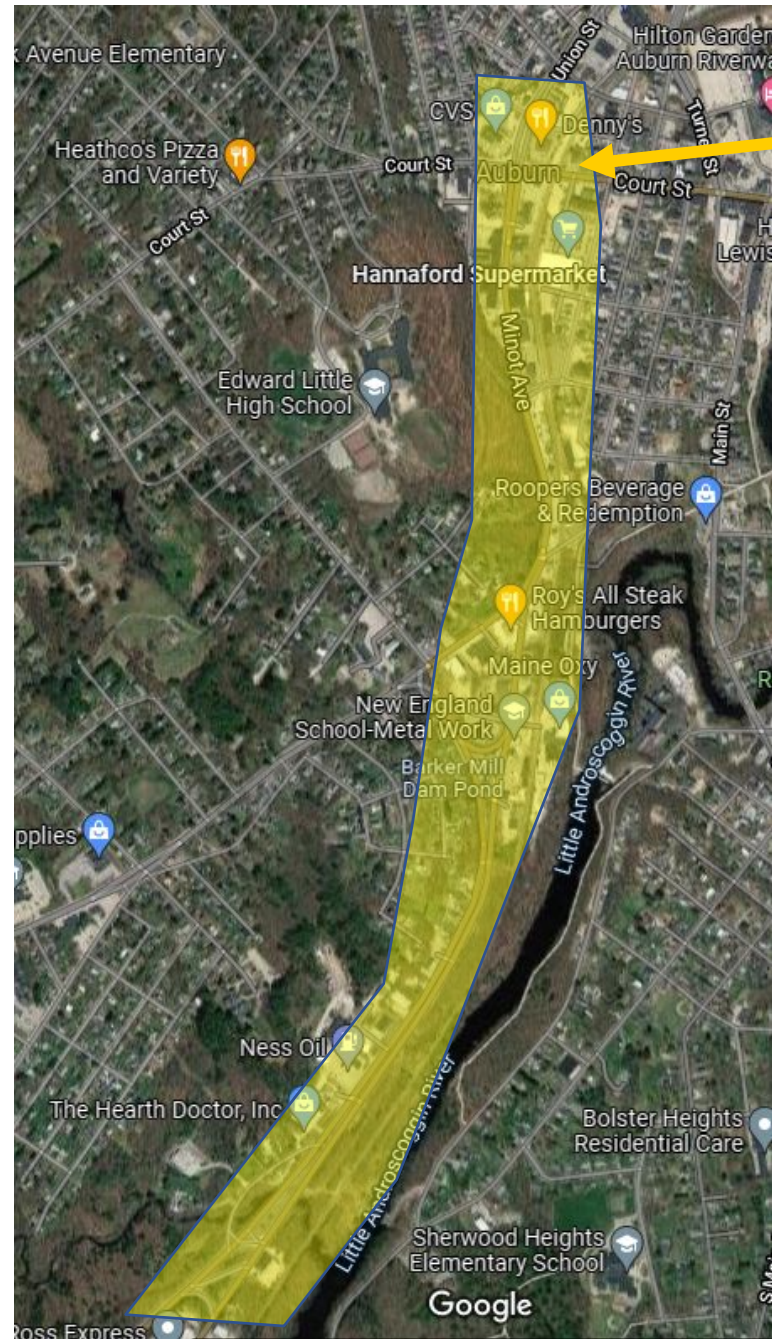 Union St
Hilton Garden
Auburn Riverwa
k Avenue Elementary
CVS
Denny's
Turner St
Heathco's Pizza
and Variety
Court St
Auburn
Court St
Court St
H
Lewis
Hannaford Supermarket
Minot Ave
Edward Little
High School
Main St
Roopers Beverage
& Redemption
Roy's All Steak
Hamburgers
Maine Oxy
R
New England
School-Metal Work
Barker Mill
Dam Pond
Little Androscoggin River
pplies
Ness Oil
The Hearth Doctor, Inc
Little Androscoggin River
Bolster Heights
Residential Care
Sherwood Heights
Elementary School
S Ma
Google
Ross Express